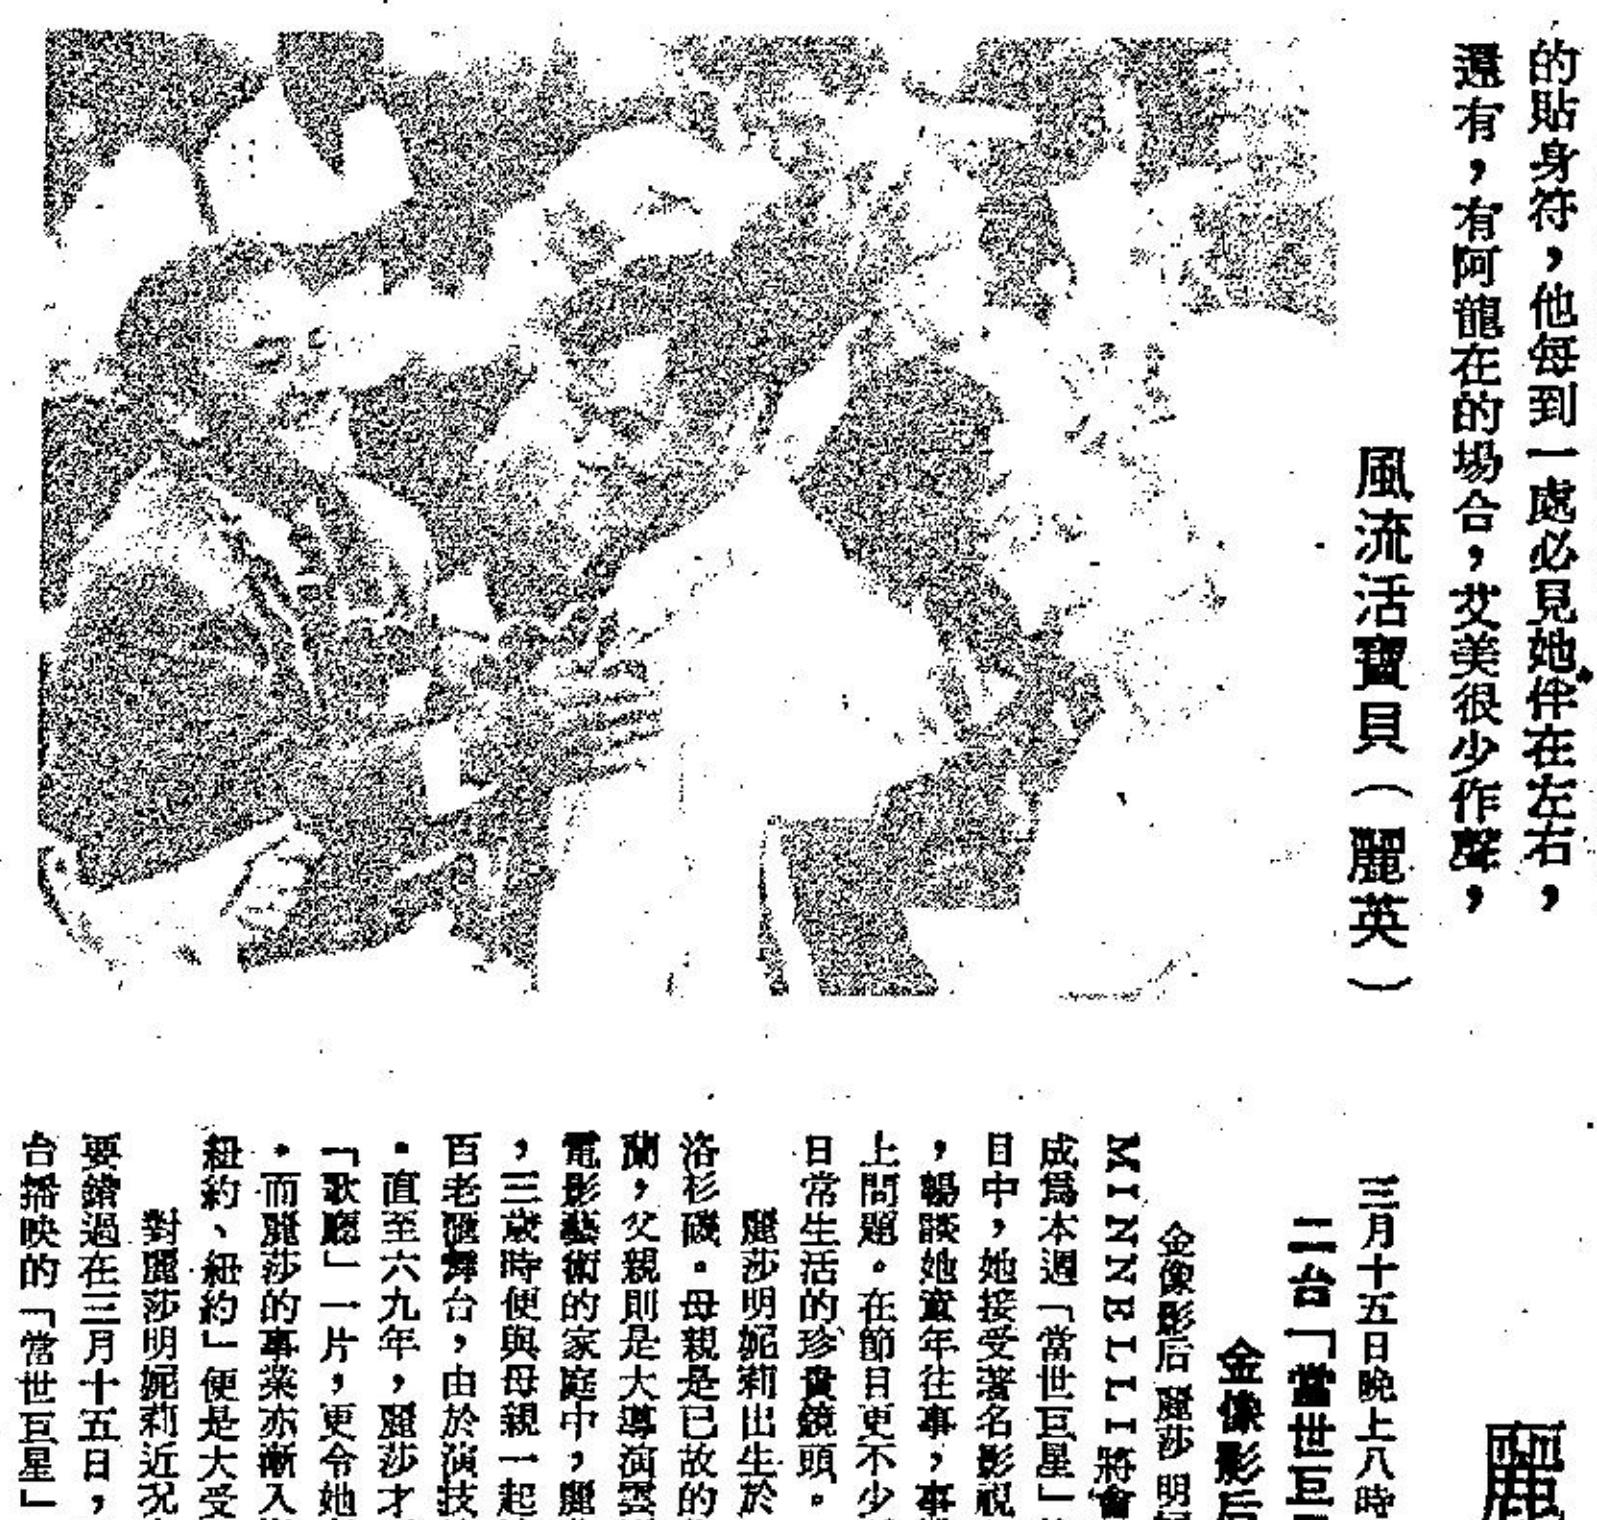 的貼身符，他每到一處必見她伴在左右，
還有，有阿龍在的場合，艾美很少作聲，
風流活寶貝（麗英）
麗
三月十五日晚上八時
二台「當世巨
金像影后
金像影后麗莎明
MINNELLI將會
成爲本週「當世巨星」
目中，她接受著名影視
，暢談她童年往事，事
上問題。在節目更不少
日常生活的珍貴鏡頭。
麗莎明妮莉出生於
洛杉磯。母親是已故的
蘭，父親則是大導演雲
電影藝術的家庭中，麗
，三歲時便與母親一起
百老匯舞台，由於演技
。直至六九年，麗莎才
「歌廳」一片，更令她
。而麗莎的事業亦漸入
紐約、紐約」便是大受
對麗莎明妮莉近況
要錯過在三月十五日，
台播映的「當世巨星」